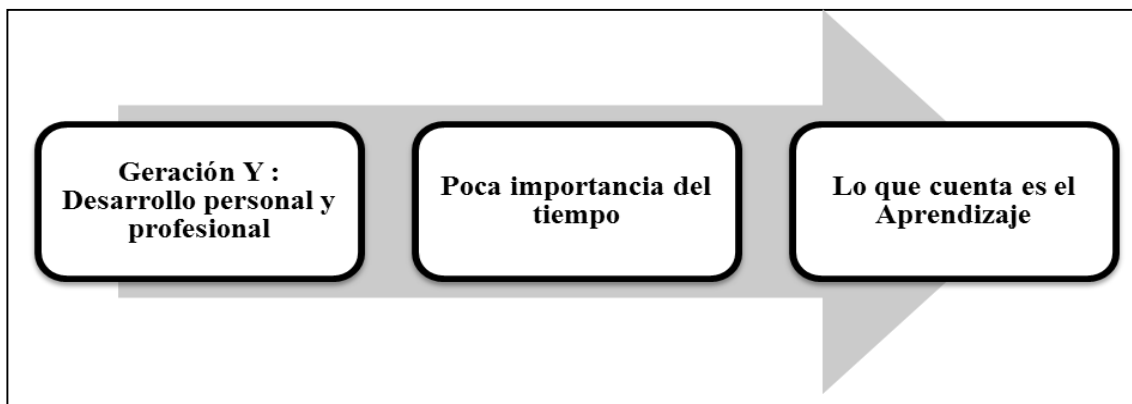 Geración Y :
Desarrollo personal y
profesional
Poca importancia del
tiempo
Lo que cuenta es el
Aprendizaje